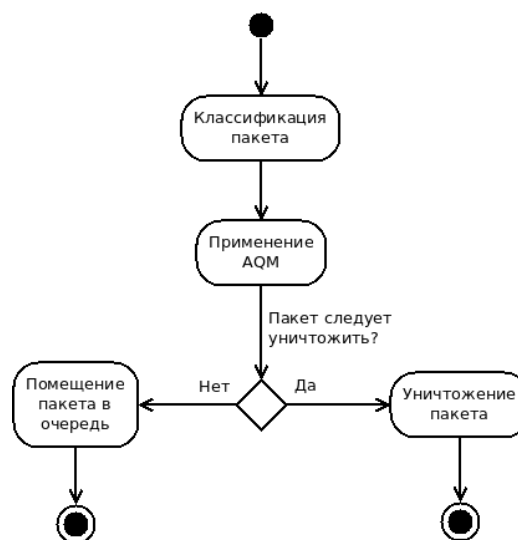 Классификация
пакета
Применение
AQM
Пакет следует
уничтожить?
Нет
Да
Помещение
пакета в
очередь
Уничтожение
пакета